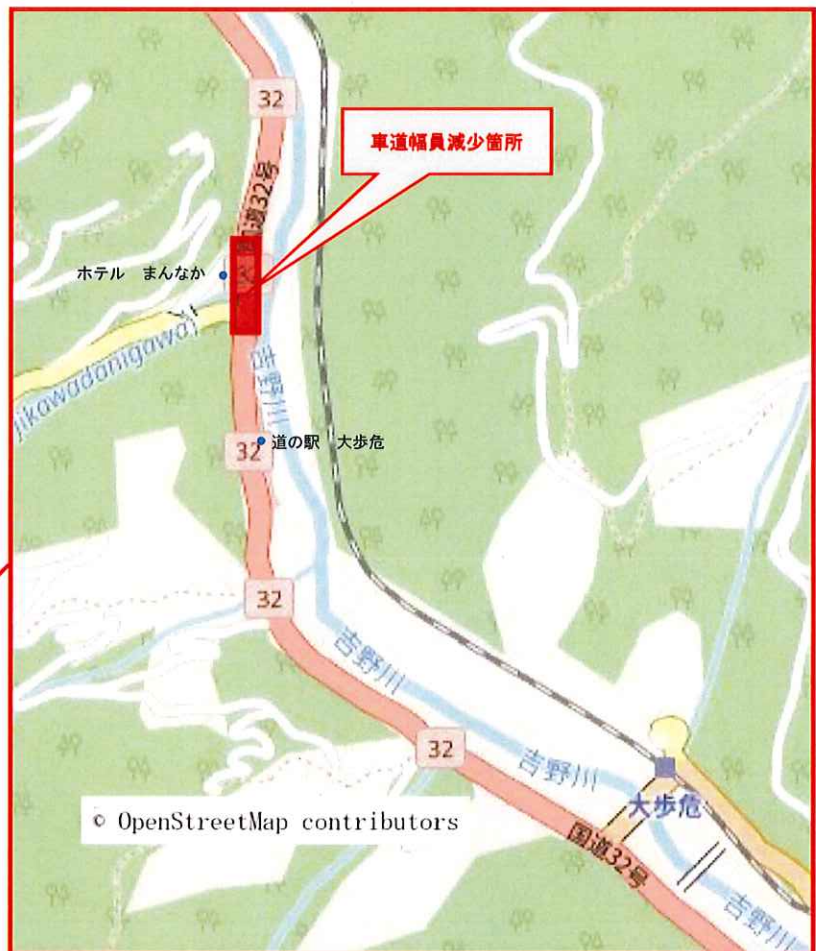 32
車道幅員減少箇所
国道32号
ホテル まんなか
jikawadanigawa
吉野川
道の駅 大歩危
32
32
吉野川
32
吉野川
大歩危
© OpenStreetMap contributors
国道32号
吉野川